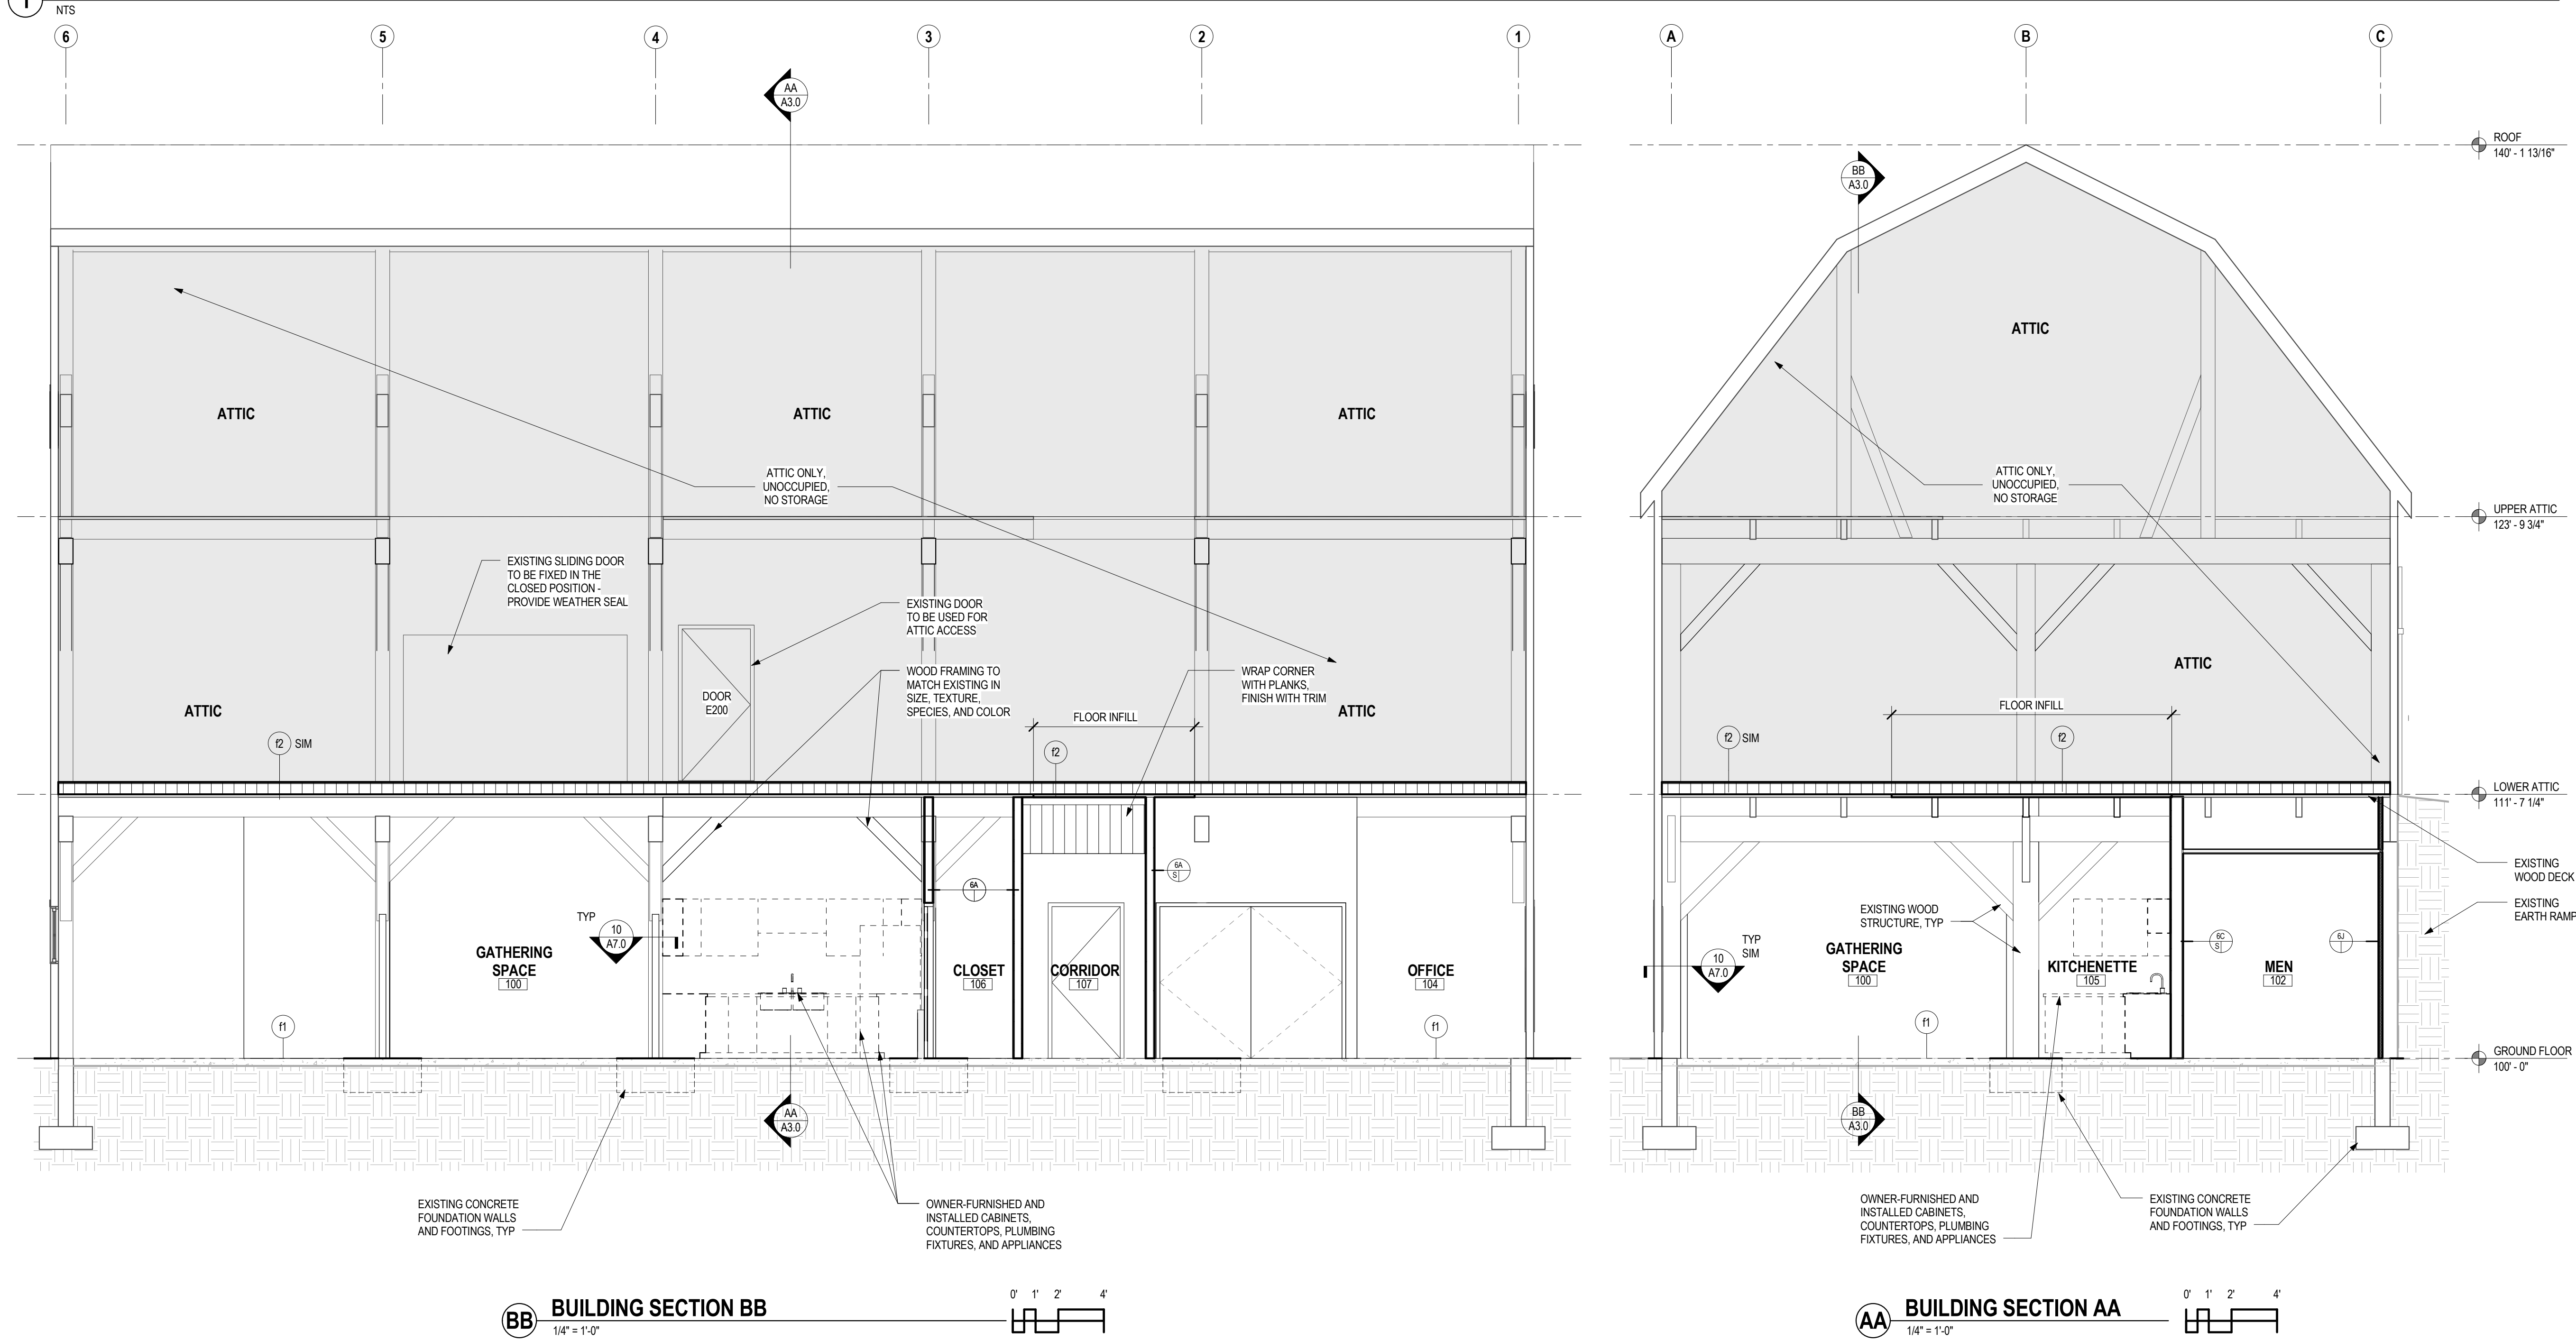 1
NTS
6
5
4
3
2
1
A
B
C
AA
A3.0
BB
A3.0
ROOF
140' - 1 13/16"
ATTIC
ATTIC
ATTIC
ATTIC
ATTIC ONLY,
UNOCCUPIED,
NO STORAGE
ATTIC ONLY,
UNOCCUPIED,
NO STORAGE
UPPER ATTIC
123' - 9 3/4"
EXISTING SLIDING DOOR
TO BE FIXED IN THE
CLOSED POSITION -
PROVIDE WEATHER SEAL
EXISTING DOOR
TO BE USED FOR
ATTIC ACCESS
WOOD FRAMING TO
MATCH EXISTING IN
SIZE, TEXTURE,
SPECIES, AND COLOR
WRAP CORNER
WITH PLANKS,
FINISH WITH TRIM
DOOR
E200
ATTIC
ATTIC
ATTIC
FLOOR INFILL
FLOOR INFILL
f2 SIM
f2
f2 SIM
f2
LOWER ATTIC
111' - 7 1/4"
6A
6A
S
TYP
10
A7.0
GATHERING
SPACE
100
CLOSET
106
CORRIDOR
107
OFFICE
104
f1
f1
EXISTING WOOD
STRUCTURE, TYP
TYP
SIM
10
A7.0
GATHERING
SPACE
100
KITCHENETTE
105
6C
S
6J
MEN
102
f1
EXISTING
WOOD DECK
EXISTING
EARTH RAMP
GROUND FLOOR
100' - 0"
AA
A3.0
BB
A3.0
EXISTING CONCRETE
FOUNDATION WALLS
AND FOOTINGS, TYP
OWNER-FURNISHED AND
INSTALLED CABINETS,
COUNTERTOPS, PLUMBING
FIXTURES, AND APPLIANCES
OWNER-FURNISHED AND
INSTALLED CABINETS,
COUNTERTOPS, PLUMBING
FIXTURES, AND APPLIANCES
EXISTING CONCRETE
FOUNDATION WALLS
AND FOOTINGS, TYP
BB
BUILDING SECTION BB
1/4" = 1'-0"
0' 1' 2' 4'
AA
BUILDING SECTION AA
1/4" = 1'-0"
0' 1' 2' 4'